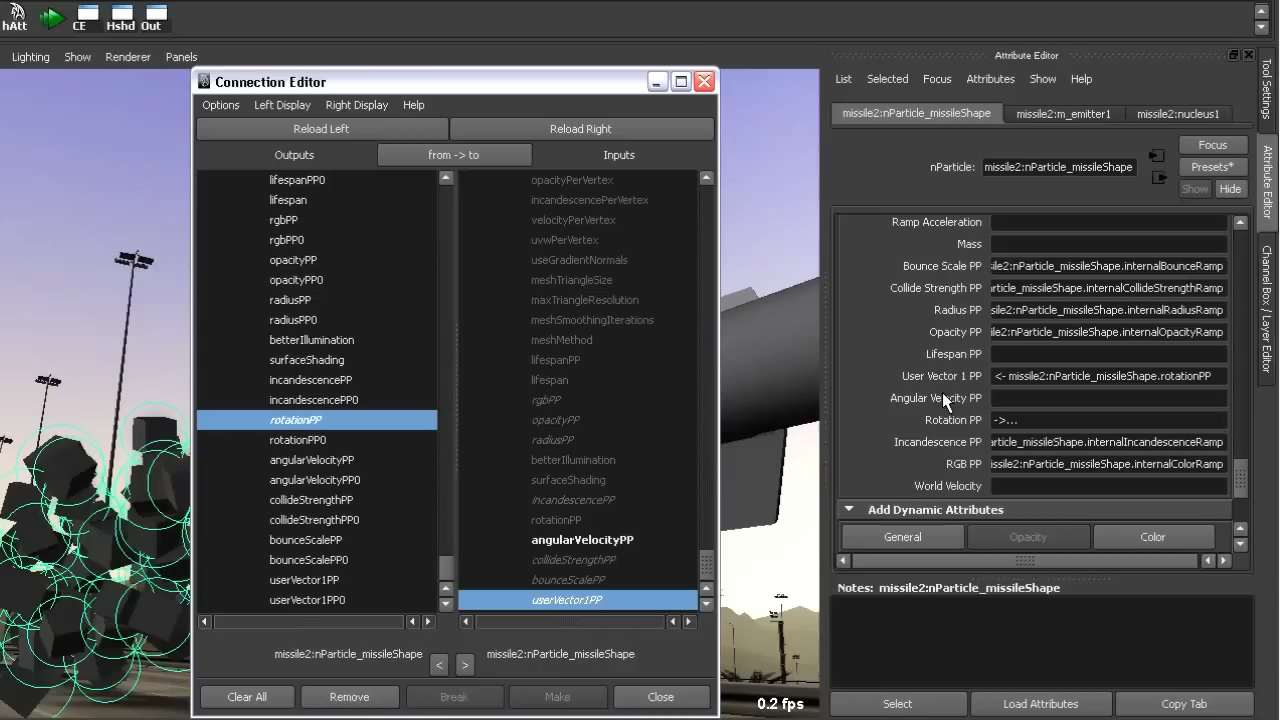 hAtt
CE
Hshd
Out
Lighting
Show
Renderer
Panels
Connection Editor
Options
Left Display
Right Display
Help
Reload Left
Reload Right
Outputs
from -> to
Inputs
lifespanPP0
lifespan
rgbPP
rgbPP0
opacityPP
opacityPP0
radiusPP
radiusPP0
betterIllumination
surfaceShading
incandescencePP
incandescencePP0
rotationPP
rotationPP0
angularVelocityPP
angularVelocityPP0
collideStrengthPP
collideStrengthPP0
bounceScalePP
bounceScalePP0
userVector1PP
userVector1PP0
opacityPerVertex
incandescencePerVertex
velocityPerVertex
uvwPerVertex
useGradientNormals
meshTriangleSize
maxTriangleResolution
meshSmoothingIterations
meshMethod
lifespanPP
lifespan
rgbPP
opacityPP
radiusPP
betterIllumination
surfaceShading
incandescencePP
rotationPP
angularVelocityPP
collideStrengthPP
bounceScalePP
userVector1PP
missile2:nParticle_missileShape
< >
missile2:nParticle_missileShape
Clear All
Remove
Break
Make
Close
0.2 fps
Attribute Editor
List
Selected
Focus
Attributes
Show
Help
missile2:nParticle_missileShape
missile2:m_emitter1
missile2:nucleus1
nParticle:
missile2:nParticle_missileShape
Focus
Presets*
Show
Hide
Ramp Acceleration
Mass
Bounce Scale PP
sile2:nParticle_missileShape.internalBounceRamp
Collide Strength PP
rticle_missileShape.internalCollideStrengthRamp
Radius PP
sile2:nParticle_missileShape.internalRadiusRamp
Opacity PP
ile2:nParticle_missileShape.internalOpacityRamp
Lifespan PP
User Vector 1 PP
<- missile2:nParticle_missileShape.rotationPP
Angular Velocity PP
Rotation PP
->...
Incandescence PP
article_missileShape.internalIncandescenceRamp
RGB PP
issile2:nParticle_missileShape.internalColorRamp
World Velocity
Add Dynamic Attributes
General
Opacity
Color
Notes: missile2:nParticle_missileShape
Select
Load Attributes
Copy Tab
Tool Settings
Attribute Editor
Channel Box / Layer Editor